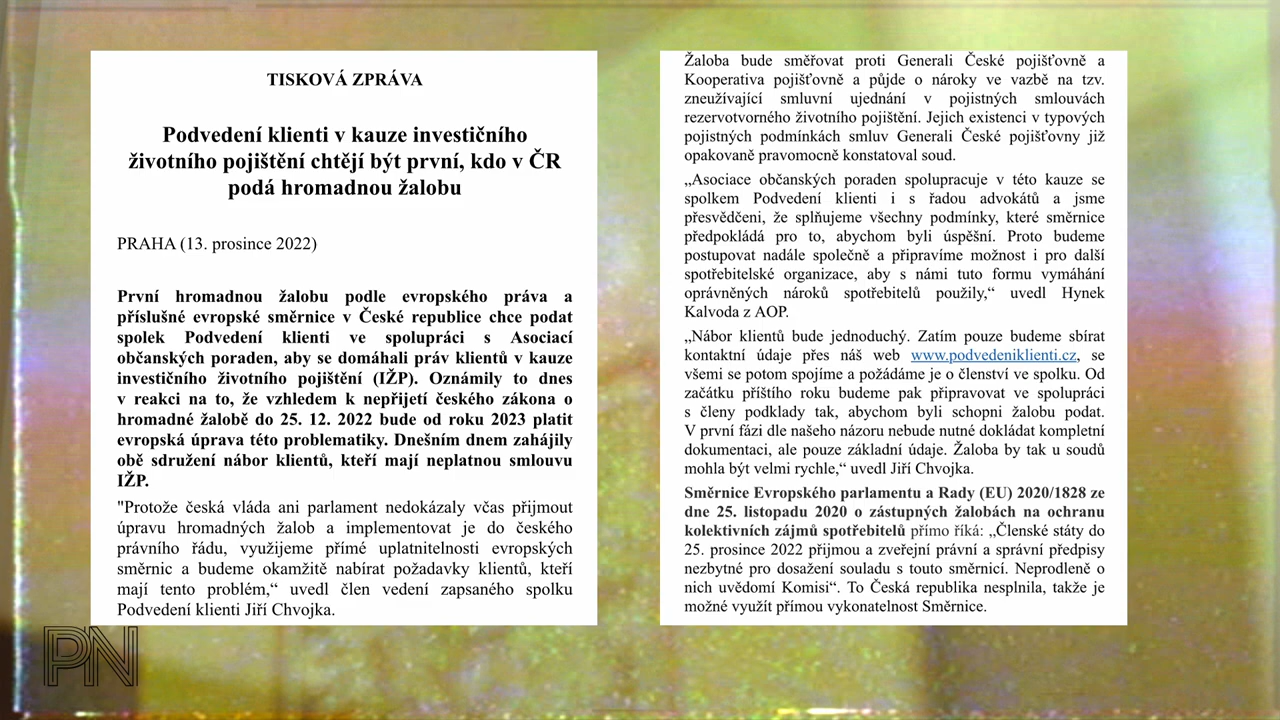 TISKOVÁ ZPRÁVA
Podvedení klienti v kauze investičního
životního pojištění chtějí být první, kdo v ČR
podá hromadnou žalobu
PRAHA (13. prosince 2022)
První hromadnou žalobu podle evropského práva a
příslušné evropské směrnice v České republice chce podat
spolek Podvedení klienti ve spolupráci s Asociací
občanských poraden, aby se domáhali práv klientů v kauze
investičního životního pojištění (IŽP). Oznámily to dnes
v reakci na to, že vzhledem k nepřijetí českého zákona o
hromadné žalobě do 25. 12. 2022 bude od roku 2023 platit
evropská úprava této problematiky. Dnešním dnem zahájily
obě sdružení nábor klientů, kteří mají neplatnou smlouvu
IŽP.
"Protože česká vláda ani parlament nedokázaly včas přijmout
úpravu hromadných žalob a implementovat je do českého
právního řádu, využijeme přímé uplatnitelnosti evropských
směrnic a budeme okamžitě nabírat požadavky klientů, kteří
mají tento problém,“ uvedl člen vedení zapsaného spolku
Podvedení klienti Jiří Chvojka.
Žaloba bude směřovat proti Generali České pojišťovně a
Kooperativa pojišťovně a půjde o nároky ve vazbě na tzv.
zneužívající smluvní ujednání v pojistných smlouvách
rezervotvorného životního pojištění. Jejich existenci v typových
pojistných podmínkách smluv Generali České pojišťovny již
opakovaně pravomocně konstatoval soud.
„Asociace občanských poraden spolupracuje v této kauze se
spolkem Podvedení klienti i s řadou advokátů a jsme
přesvědčeni, že splňujeme všechny podmínky, které směrnice
předpokládá pro to, abychom byli úspěšní. Proto budeme
postupovat nadále společně a připravíme možnost i pro další
spotřebitelské organizace, aby s námi tuto formu vymáhání
oprávněných nároků spotřebitelů použily,“ uvedl Hynek
Kalvoda z AOP.
„Nábor klientů bude jednoduchý. Zatím pouze budeme sbírat
kontaktní údaje přes náš web www.podvedeniklienti.cz, se
všemi se potom spojíme a požádáme je o členství ve spolku. Od
začátku příštího roku budeme pak připravovat ve spolupráci
s členy podklady tak, abychom byli schopni žalobu podat.
V první fázi dle našeho názoru nebude nutné dokládat kompletní
dokumentaci, ale pouze základní údaje. Žaloba by tak u soudů
mohla být velmi rychle,“ uvedl Jiří Chvojka.
Směrnice Evropského parlamentu a Rady (EU) 2020/1828 ze
dne 25. listopadu 2020 o zástupných žalobách na ochranu
kolektivních zájmů spotřebitelů přímo říká: „Členské státy do
25. prosince 2022 přijmou a zveřejní právní a správní předpisy
nezbytné pro dosažení souladu s touto směrnicí. Neprodleně o
nich uvědomí Komisi“. To Česká republika nesplnila, takže je
možné využít přímou vykonatelnost Směrnice.
PN